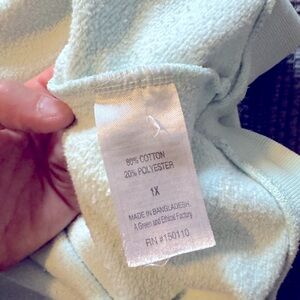 80% COTTON
20% POLYESTER
1X
MADE IN BANGLADESH.
A Green and Ethical Factory
RN #150110